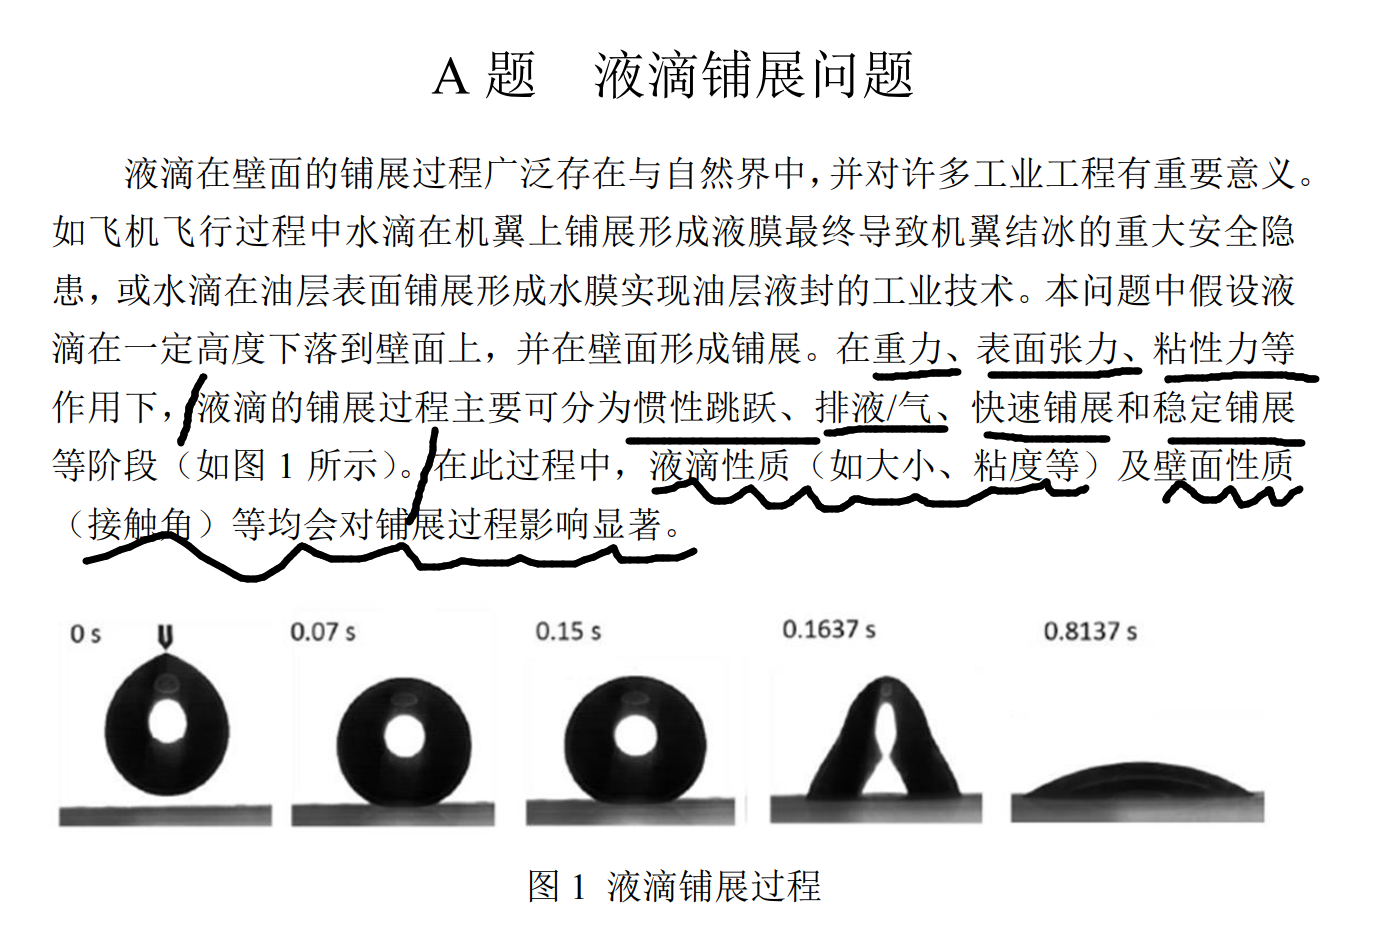 A 题 液滴铺展问题
液滴在壁面的铺展过程广泛存在与自然界中,并对许多工业工程有重要意义。
如飞机飞行过程中水滴在机翼上铺展形成液膜最终导致机翼结冰的重大安全隐
患，或水滴在油层表面铺展形成水膜实现油层液封的工业技术。本问题中假设液
滴在一定高度下落到壁面上，并在壁面形成铺展。在重力、表面张力、粘性力等
作用下，液滴的铺展过程主要可分为惯性跳跃、排液/气、快速铺展和稳定铺展
等阶段（如图 1 所示）。在此过程中，液滴性质（如大小、粘度等）及壁面性质
（接触角）等均会对铺展过程影响显著。
0 s 0.07 s 0.15 s 0.1637 s 0.8137 s
图 1 液滴铺展过程